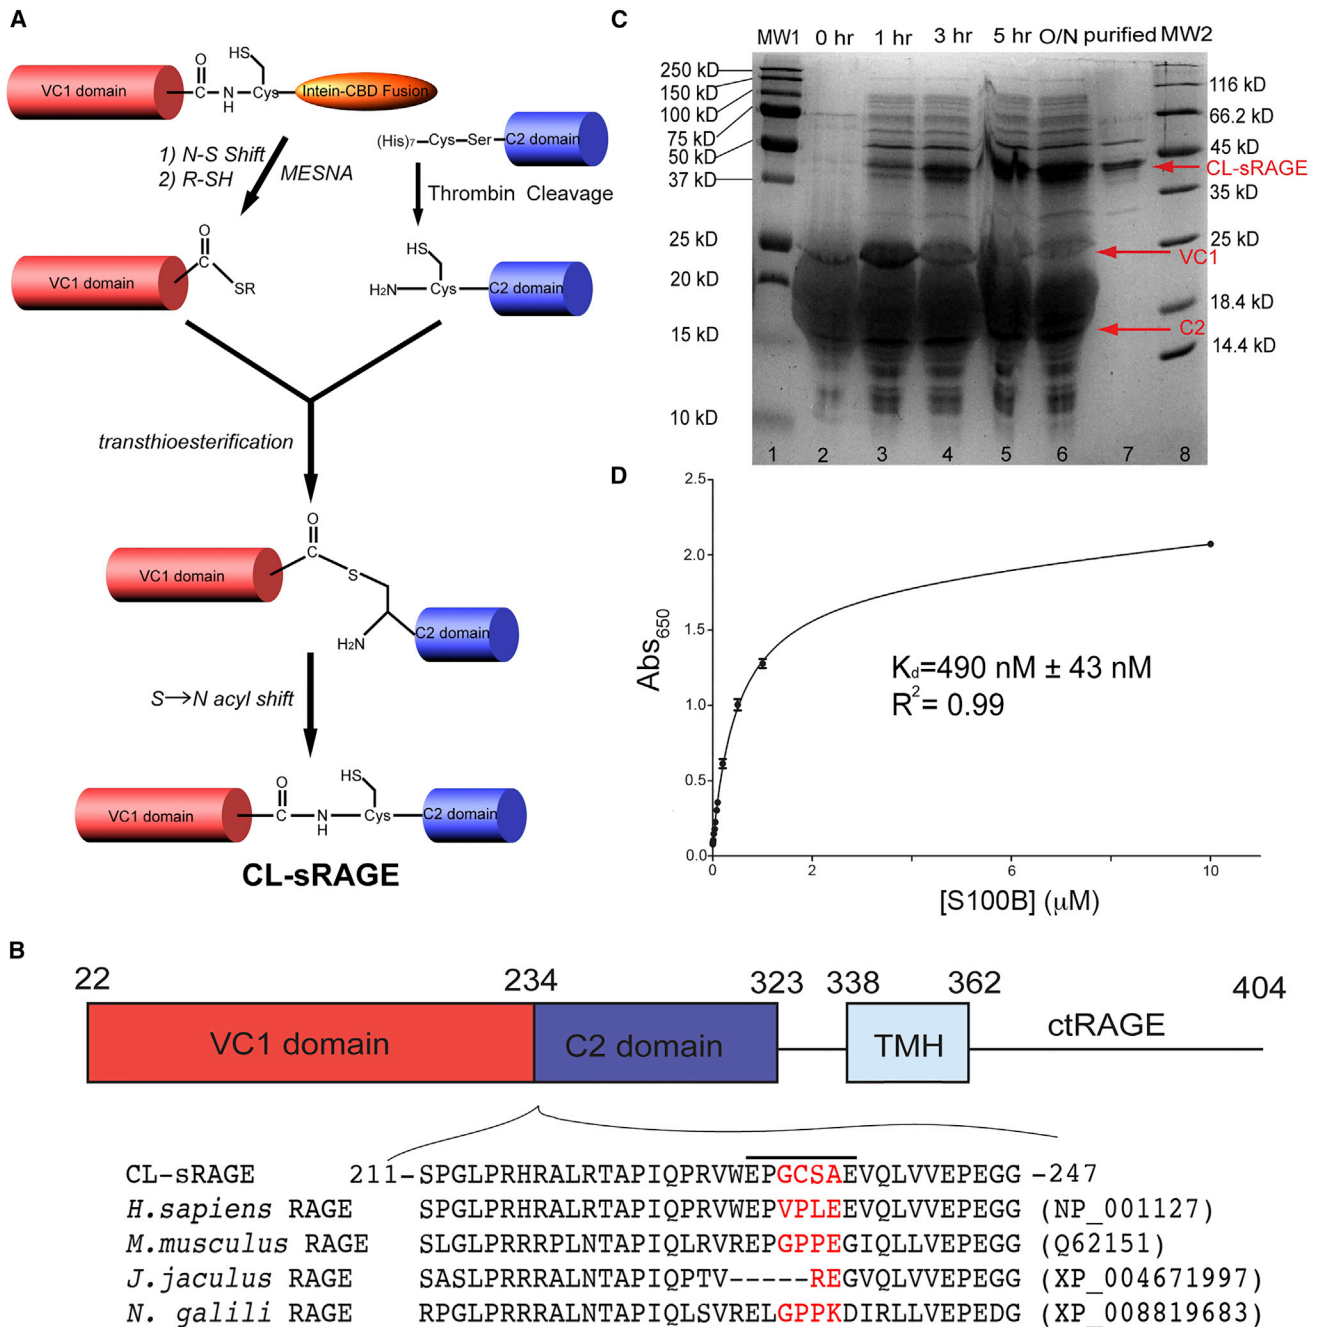 A
HS
O
VC1 domain
C
N
H
Cys
Intein-CBD Fusion
(His)7
Cys
Ser
C2 domain
1) N-S Shift
2) R-SH
MESNA
Thrombin Cleavage
O
C
SR
VC1 domain
HS
H2N
Cys
C2 domain
transthioesterification
O
C
S
VC1 domain
H2N
C2 domain
S→N acyl shift
O
HS
VC1 domain
C
N
H
Cys
C2 domain
CL-sRAGE
C
MW1 0 hr 1 hr 3 hr 5 hr O/N purified MW2
250 kD
150 kD
100 kD
75 kD
50 kD
37 kD
25 kD
20 kD
15 kD
10 kD
116 kD
66.2 kD
45 kD
CL-sRAGE
35 kD
25 kD
VC1
18.4 kD
C2
14.4 kD
1 2 3 4 5 6 7 8
D
2.5
2.0
1.5
1.0
0.5
0.0
Abs650
Kd=490 nM ± 43 nM
R2= 0.99
0 2 6 10
[S100B] (µM)
B
22 234 323 338 362 404
VC1 domain C2 domain TMH ctRAGE
CL-sRAGE 211-SPGLPRHRALRTAPIQPRVWEPGCSAEVQLVVEPEGG -247
H.sapiens RAGE SPGLPRHRALRTAPIQPRVWEPVPLEEVQLVVEPEGG (NP_001127)
M.musculus RAGE SLGLPRRRPLNTAPIQLRVREPGPPEGIQLLVEPEGG (Q62151)
J.jaculus RAGE SASLPRRRALNTAPIQPTV-----REGVQLVVEPEGG (XP_004671997)
N. galili RAGE RPGLPRRRALNTAPIQLSVRELGPPKDIRLLVEPEDG (XP_008819683)